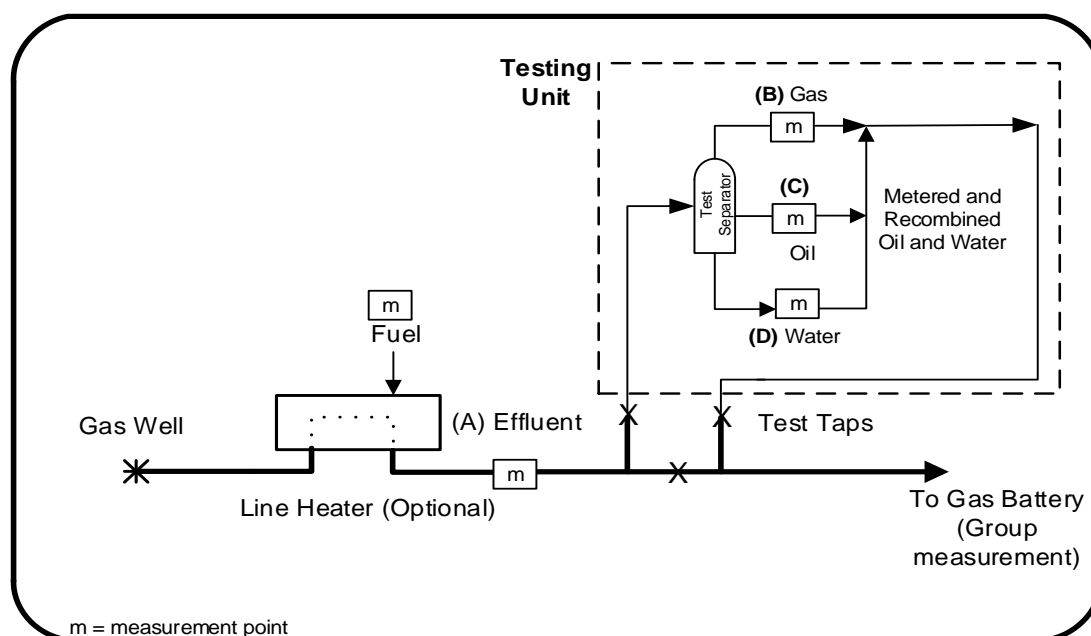 Testing
Unit
(B) Gas
m
Test
Separator
(C)
m
Oil
Metered and
Recombined
Oil and Water
m
(D) Water
m
Fuel
Gas Well
(A) Effluent
Test Taps
m
Line Heater (Optional)
To Gas Battery
(Group
measurement)
m = measurement point